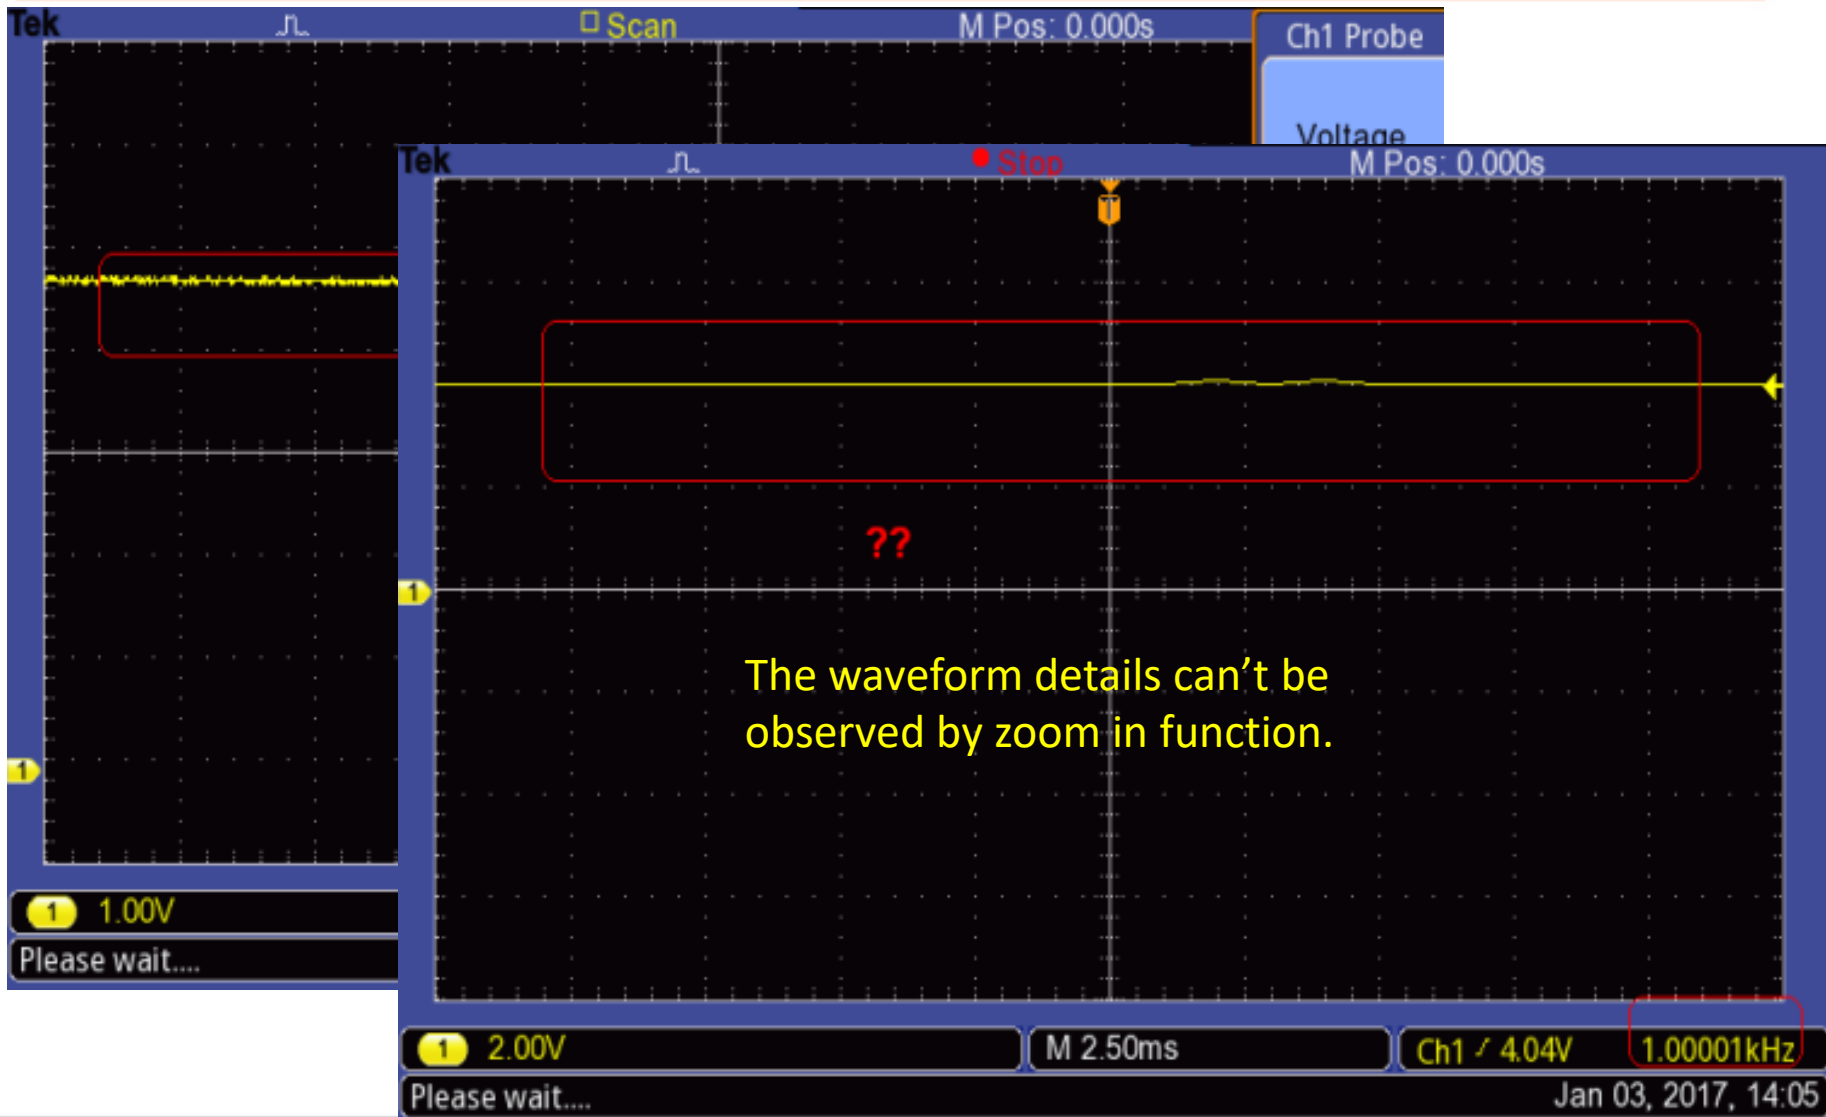 Tek
Scan
M Pos: 0.000s
Ch1 Probe
Voltage
Tek
Stop
M Pos: 0.000s
T
??
1
The waveform details can’t be
observed by zoom in function.
1
1 1.00V
Please wait....
1 2.00V
M 2.50ms
Ch1 4.04V
1.00001kHz
Please wait....
Jan 03, 2017, 14:05